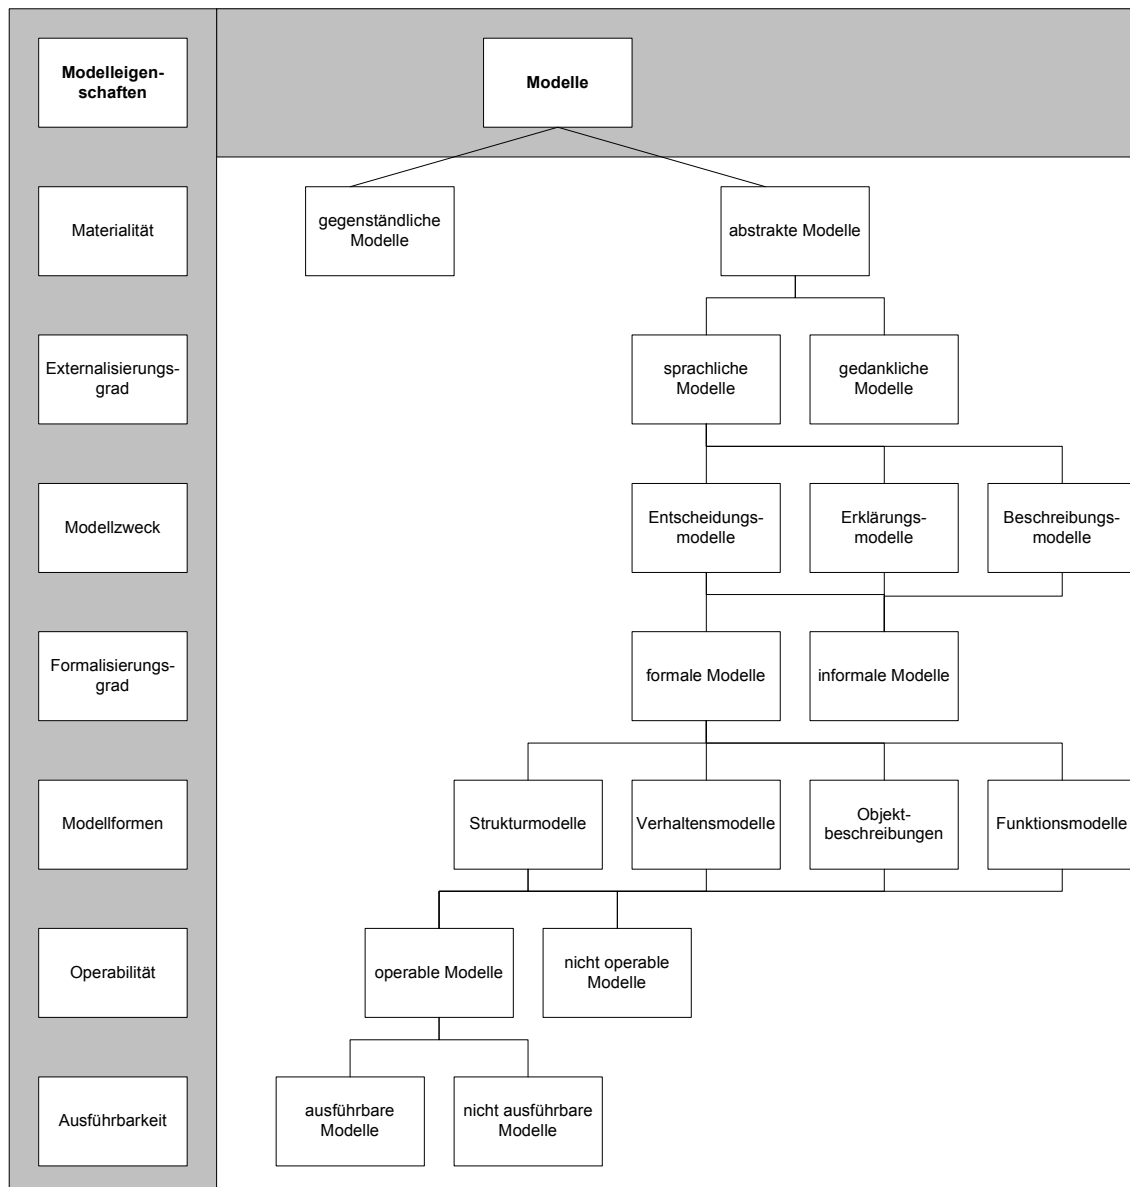 Modelleigen-
schaften
Modelle
Materialität
gegenständliche
Modelle
abstrakte Modelle
Externalisierungs-
grad
sprachliche
Modelle
gedankliche
Modelle
Modellzweck
Entscheidungs-
modelle
Erklärungs-
modelle
Beschreibungs-
modelle
Formalisierungs-
grad
formale Modelle
informale Modelle
Modellformen
Strukturmodelle
Verhaltensmodelle
Objekt-
beschreibungen
Funktionsmodelle
Operabilität
operable Modelle
nicht operable
Modelle
Ausführbarkeit
ausführbare
Modelle
nicht ausführbare
Modelle